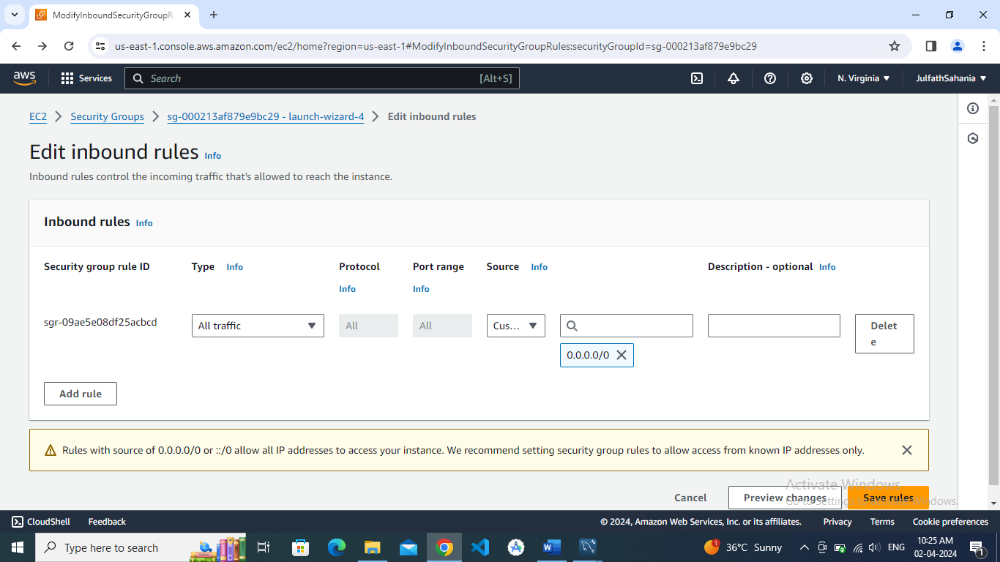 ModifyInboundSecurityGroupR
us-east-1.console.aws.amazon.com/ec2/home?region=us-east-1#ModifyInboundSecurityGroupRules:securityGroupId=sg-000213af879e9bc29
aws Services Search [Alt+S] N. Virginia JulfathSahania
EC2 Security Groups sg-000213af879e9bc29 - launch-wizard-4 Edit inbound rules
Edit inbound rules Info
Inbound rules control the incoming traffic that's allowed to reach the instance.
Inbound rules Info
Security group rule ID Type Info Protocol Port range Source Info Description - optional Info
Info Info
sgr-09ae5e08df25acbcd All traffic All All Cus... Delet
e
0.0.0.0/0
Add rule
Rules with source of 0.0.0.0/0 or ::/0 allow all IP addresses to access your instance. We recommend setting security group rules to allow access from known IP addresses only.
Activate Windows
Cancel Preview changes Save rules
Go to Setting dows.
CloudShell Feedback © 2024, Amazon Web Services, Inc. or its affiliates. Privacy Terms Cookie preferences
Type here to search 1 36°C Sunny ENG 10:25 AM 1
02-04-2024